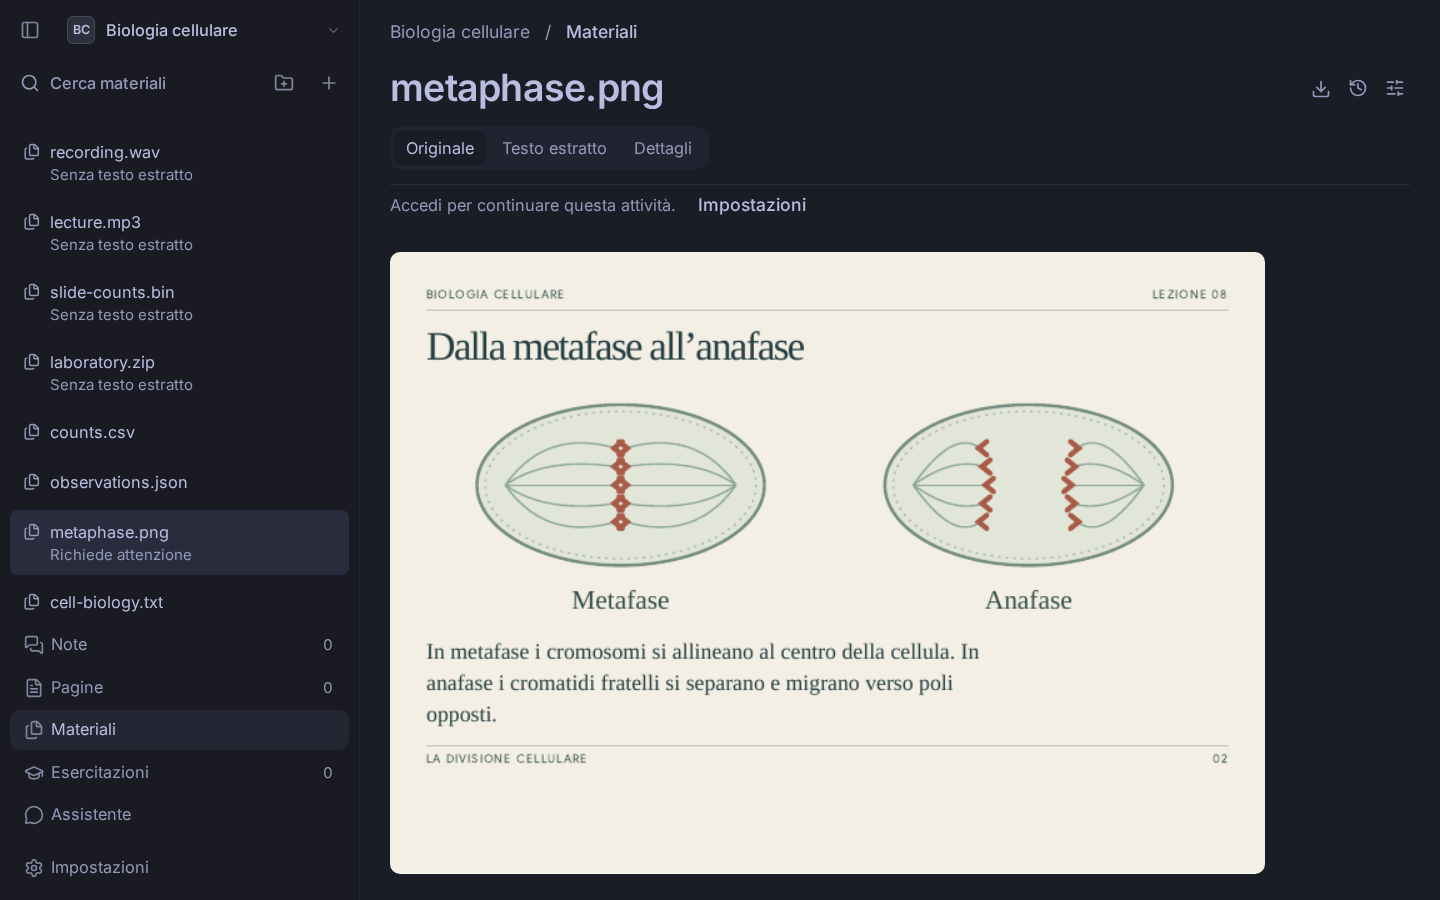 BC Biologia cellulare
Cerca materiali
recording.wav
Senza testo estratto
lecture.mp3
Senza testo estratto
slide-counts.bin
Senza testo estratto
laboratory.zip
Senza testo estratto
counts.csv
observations.json
metaphase.png
Richiede attenzione
cell-biology.txt
Note 0
Pagine 0
Materiali
Esercitazioni 0
Assistente
Impostazioni
Biologia cellulare / Materiali
metaphase.png
Originale Testo estratto Dettagli
Accedi per continuare questa attività. Impostazioni
BIOLOGIA CELLULARE LEZIONE 08
Dalla metafase all’anafase
Metafase Anafase
In metafase i cromosomi si allineano al centro della cellula. In
anafase i cromatidi fratelli si separano e migrano verso poli
opposti.
LA DIVISIONE CELLULARE 02